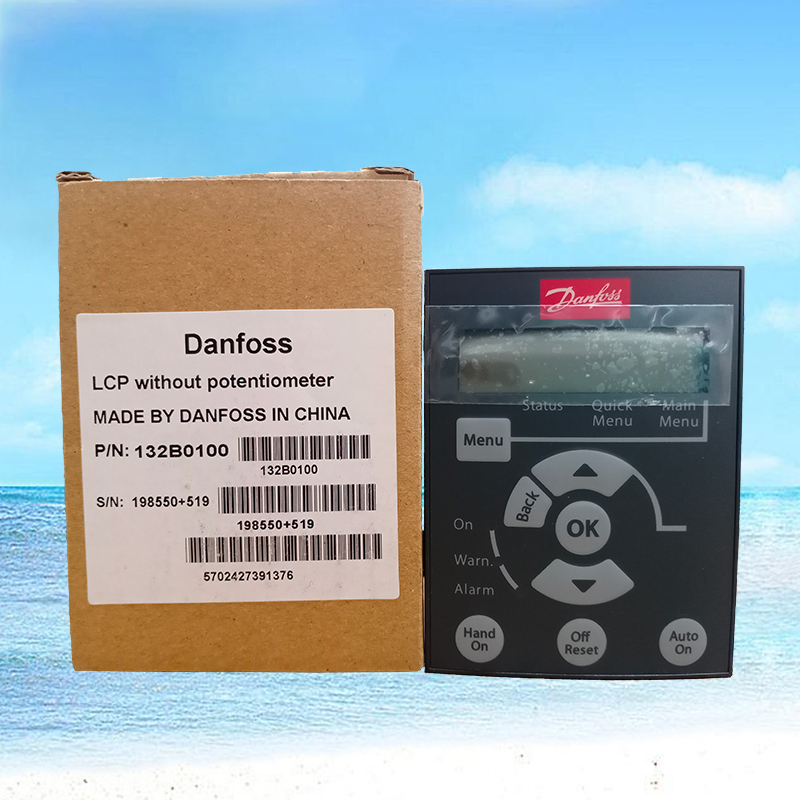 Danfoss
LCP without potentiometer
MADE BY DANFOSS IN CHINA
P/N: 132B0100
132B0100
S/N: 198550+519
198550+519
5702427391376
Danfoss
Status Quick Menu Main Menu
Menu
Back
OK
On
Warn.
Alarm
Hand On
Off Reset
Auto On